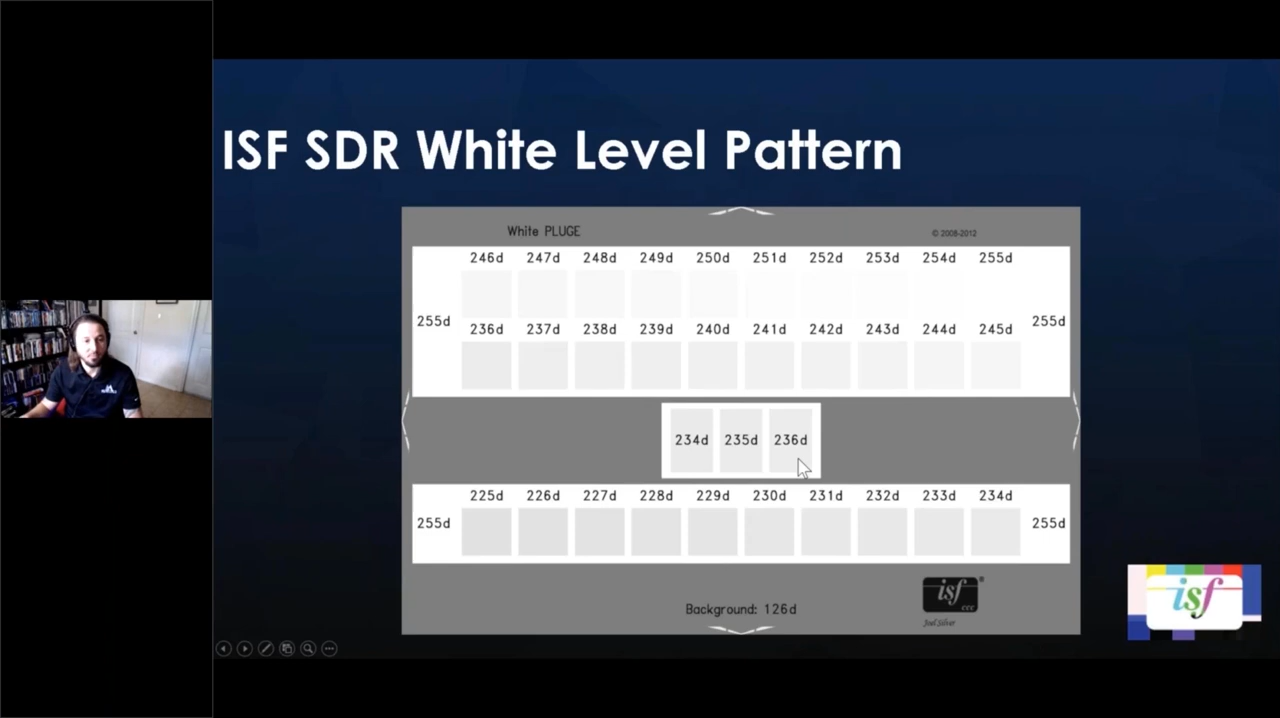 ISF SDR White Level Pattern
White PLUGE
© 2008-2012
246d 247d 248d 249d 250d 251d 252d 253d 254d 255d
255d 255d
236d 237d 238d 239d 240d 241d 242d 243d 244d 245d
234d 235d 236d
225d 226d 227d 228d 229d 230d 231d 232d 233d 234d
255d 255d
isf ®
ccc
Joel Silver
Background: 126d
isf